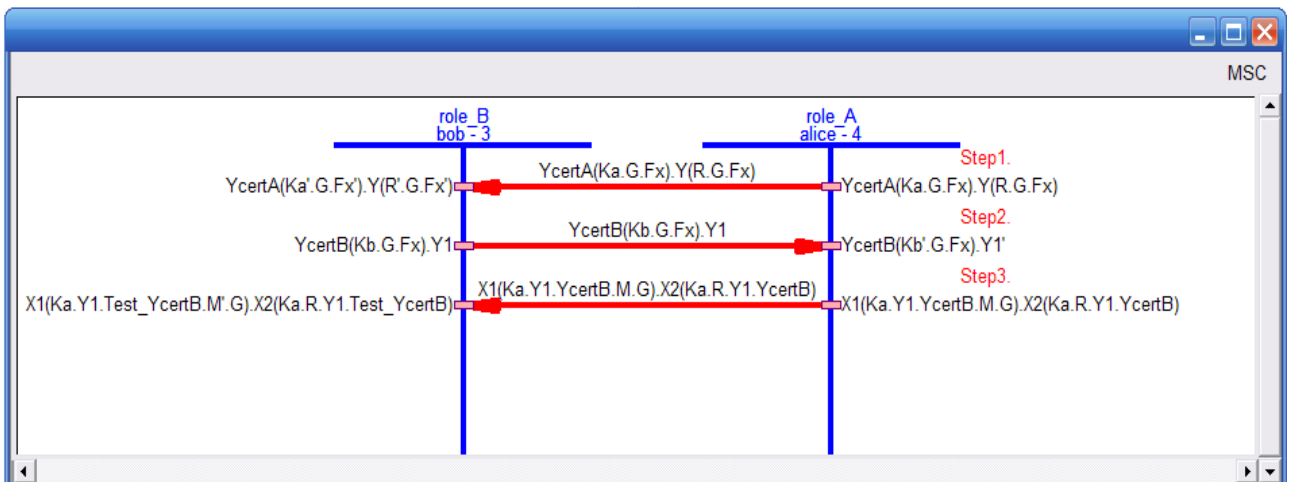 MSC
role_B
bob - 3
role_A
alice - 4
Step1.
YcertA(Ka'.G.Fx').Y(R'.G.Fx')
YcertA(Ka.G.Fx).Y(R.G.Fx)
YcertA(Ka.G.Fx).Y(R.G.Fx)
Step2.
YcertB(Kb.G.Fx).Y1
YcertB(Kb.G.Fx).Y1
YcertB(Kb'.G.Fx).Y1'
Step3.
X1(Ka.Y1.Test_YcertB.M'.G).X2(Ka.R.Y1.Test_YcertB)
X1(Ka.Y1.YcertB.M.G).X2(Ka.R.Y1.YcertB)
X1(Ka.Y1.YcertB.M.G).X2(Ka.R.Y1.YcertB)